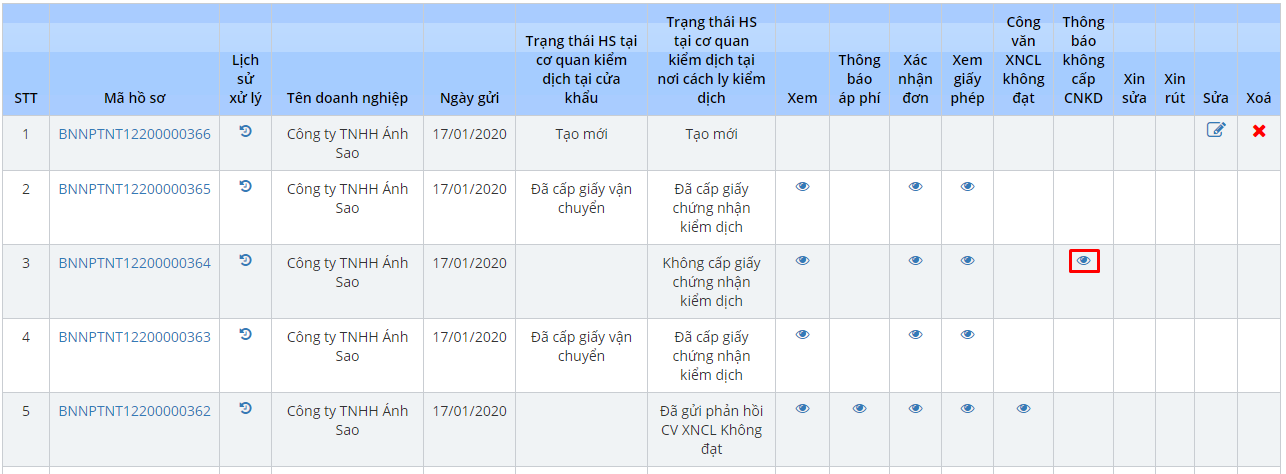 STT
Mã hồ sơ
Lịch
sử
xử lý
Tên doanh nghiệp
Ngày gửi
Trạng thái HS tại
cơ quan kiểm
dịch tại cửa
khẩu
Trạng thái HS
tại cơ quan
kiểm dịch tại
nơi cách ly kiểm
dịch
Xem
Thông
báo
áp phí
Xác
nhận
đơn
Xem
giấy
phép
Công
văn
XNCL
không
đạt
Thông
báo
không
cấp
CNKD
Xin
sửa
Xin
rút
Sửa
Xoá
1
BNNPTNT12200000366
Công ty TNHH Ánh
Sao
17/01/2020
Tạo mới
Tạo mới
2
BNNPTNT12200000365
Công ty TNHH Ánh
Sao
17/01/2020
Đã cấp giấy vận
chuyển
Đã cấp giấy
chứng nhận
kiểm dịch
3
BNNPTNT12200000364
Công ty TNHH Ánh
Sao
17/01/2020
Không cấp giấy
chứng nhận
kiểm dịch
4
BNNPTNT12200000363
Công ty TNHH Ánh
Sao
17/01/2020
Đã cấp giấy vận
chuyển
Đã cấp giấy
chứng nhận
kiểm dịch
5
BNNPTNT12200000362
Công ty TNHH Ánh
Sao
17/01/2020
Đã gửi phản hồi
CV XNCL Không
đạt